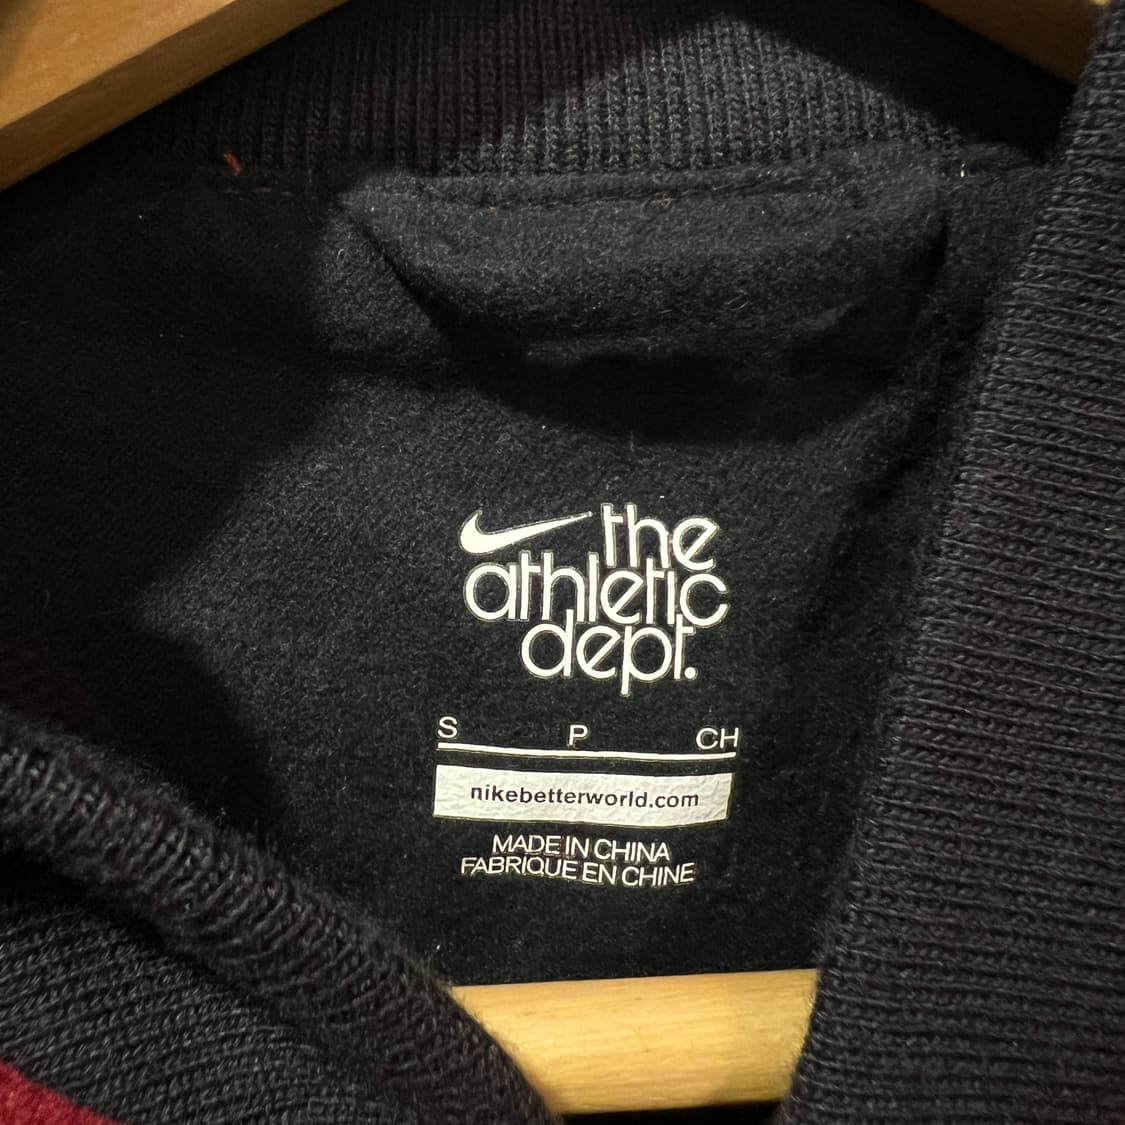 the
athletic
dept.
S P CH
nikebetterworld.com
MADE IN CHINA
FABRIQUE EN CHINE